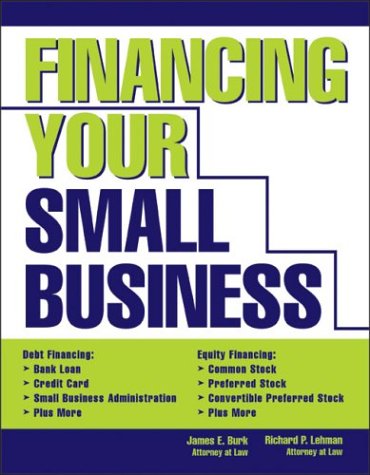 FINANCING
YOUR
SMALL
BUSINESS
Debt Financing:
➤ Bank Loan
➤ Credit Card
➤ Small Business Administration
➤ Plus More
Equity Financing:
➤ Common Stock
➤ Preferred Stock
➤ Convertible Preferred Stock
➤ Plus More
James E. Burk
Attorney at Law
Richard P. Lehman
Attorney at Law